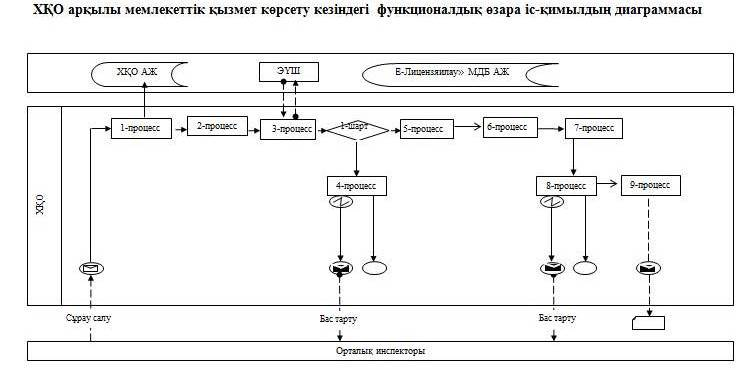 ХҚО арқылы мемлекеттік қызмет көрсету кезіндегі функционалдық өзара іс-қимылдың диаграммасы
ХҚО АЖ
ЭҮШ
Е-Лицензяилау» МДБ АЖ
1-процесс
2-процесс
3-процесс
1-шарт
5-процесс
6-процесс
7-процесс
4-процесс
8-процесс
9-процесс
ХҚО
Сұрау салу
Бас тарту
Бас тарту
Орталық инспекторы